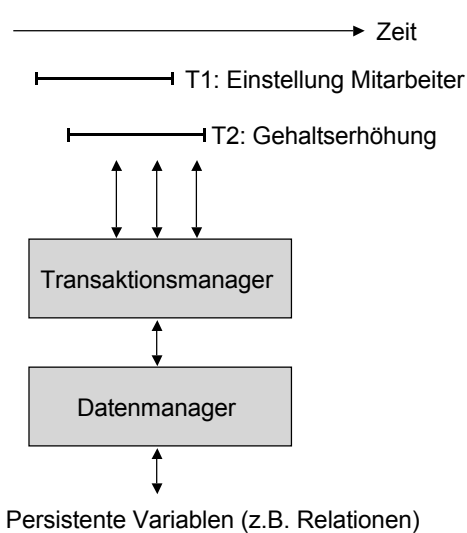 Zeit
T1: Einstellung Mitarbeiter
T2: Gehaltserhöhung
Transaktionsmanager
Datenmanager
Persistente Variablen (z.B. Relationen)